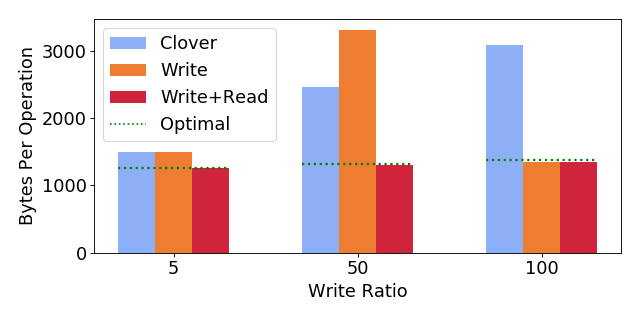 Bytes Per Operation
3000
2000
1000
0
Clover
Write
Write+Read
Optimal
5 50 100
Write Ratio